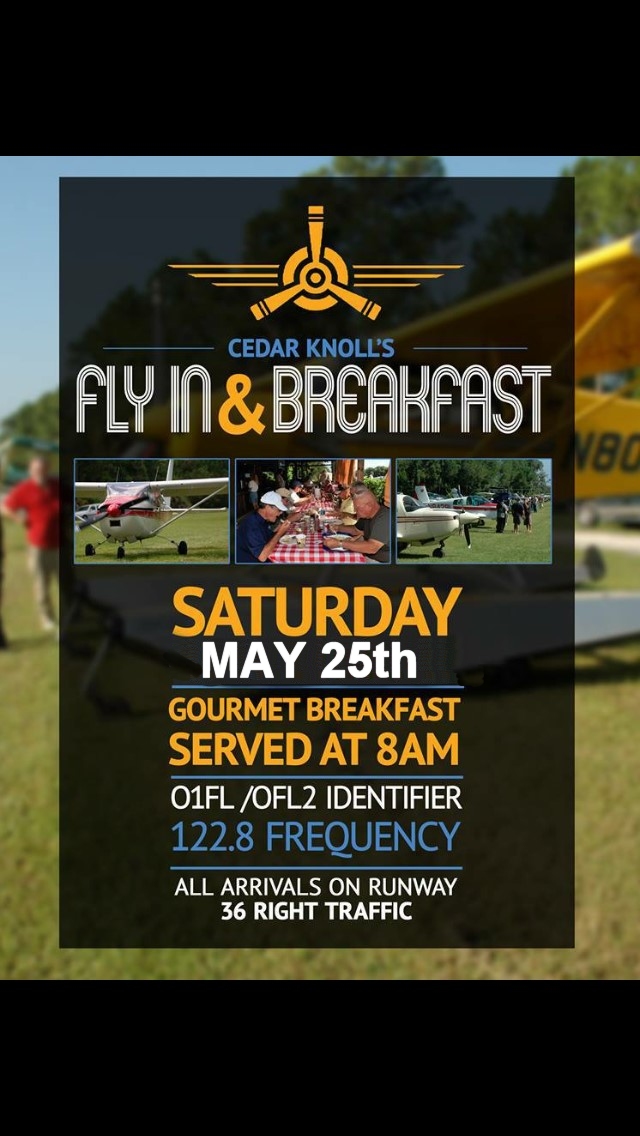 CEDAR KNOLL'S
FLY IN & BREAKFAST
N80
SATURDAY
MAY 25th
GOURMET BREAKFAST
SERVED AT 8AM
O1FL /OFL2 IDENTIFIER
122.8 FREQUENCY
ALL ARRIVALS ON RUNWAY
36 RIGHT TRAFFIC